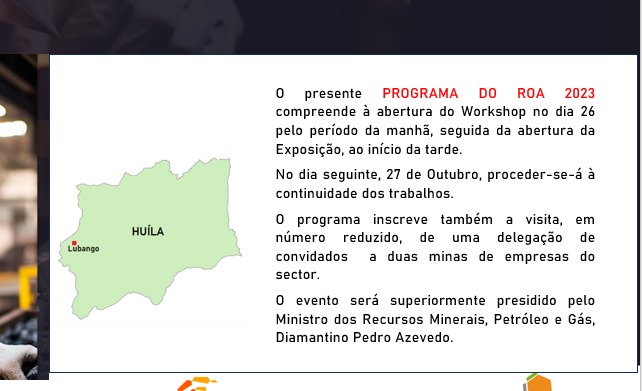 O presente PROGRAMA DO ROA 2023
compreende à abertura do Workshop no dia 26
pelo período da manhã, seguida da abertura da
Exposição, ao início da tarde.
No dia seguinte, 27 de Outubro, proceder-se-á à
continuidade dos trabalhos.
O programa inscreve também a visita, em
número reduzido, de uma delegação de
convidados a duas minas de empresas do
sector.
O evento será superiormente presidido pelo
Ministro dos Recursos Minerais, Petróleo e Gás,
Diamantino Pedro Azevedo.
HUÍLA
Lubango